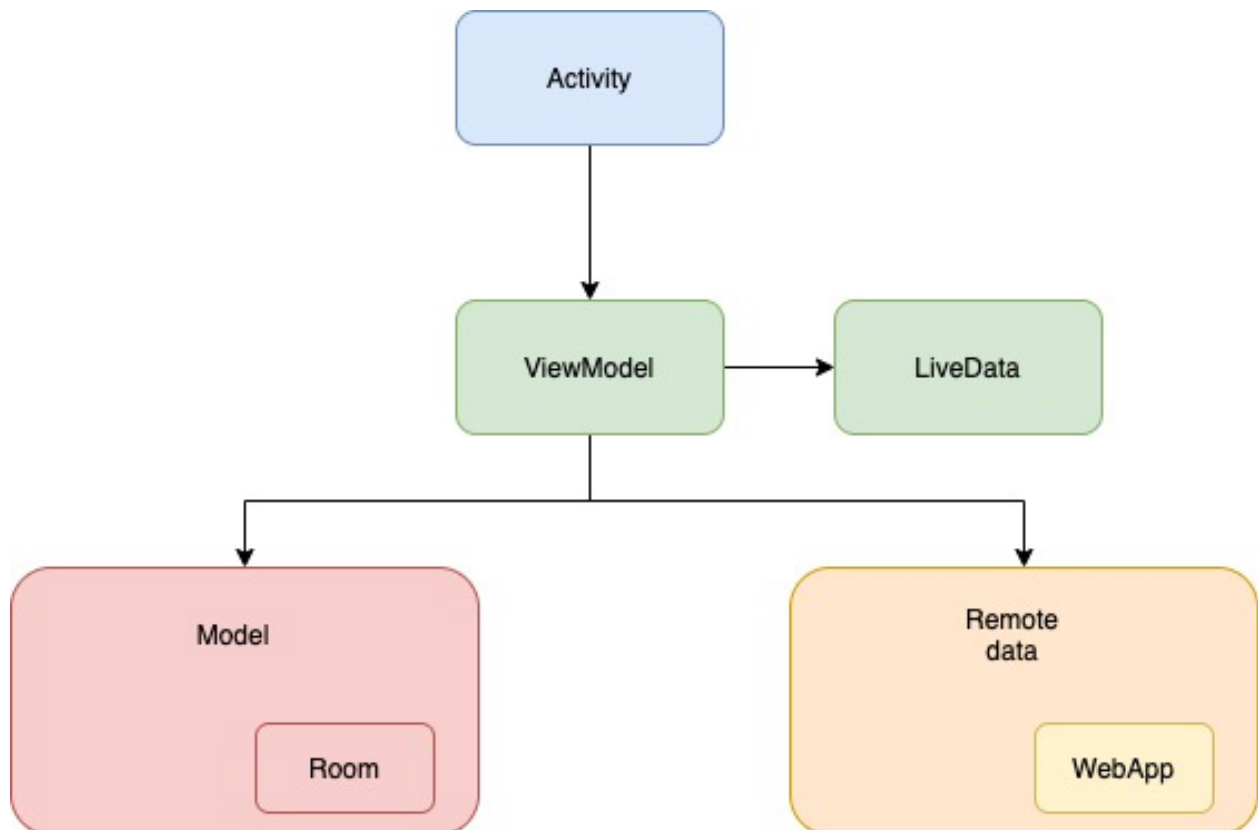 Activity
ViewModel
LiveData
Model
Remote
data
Room
WebApp